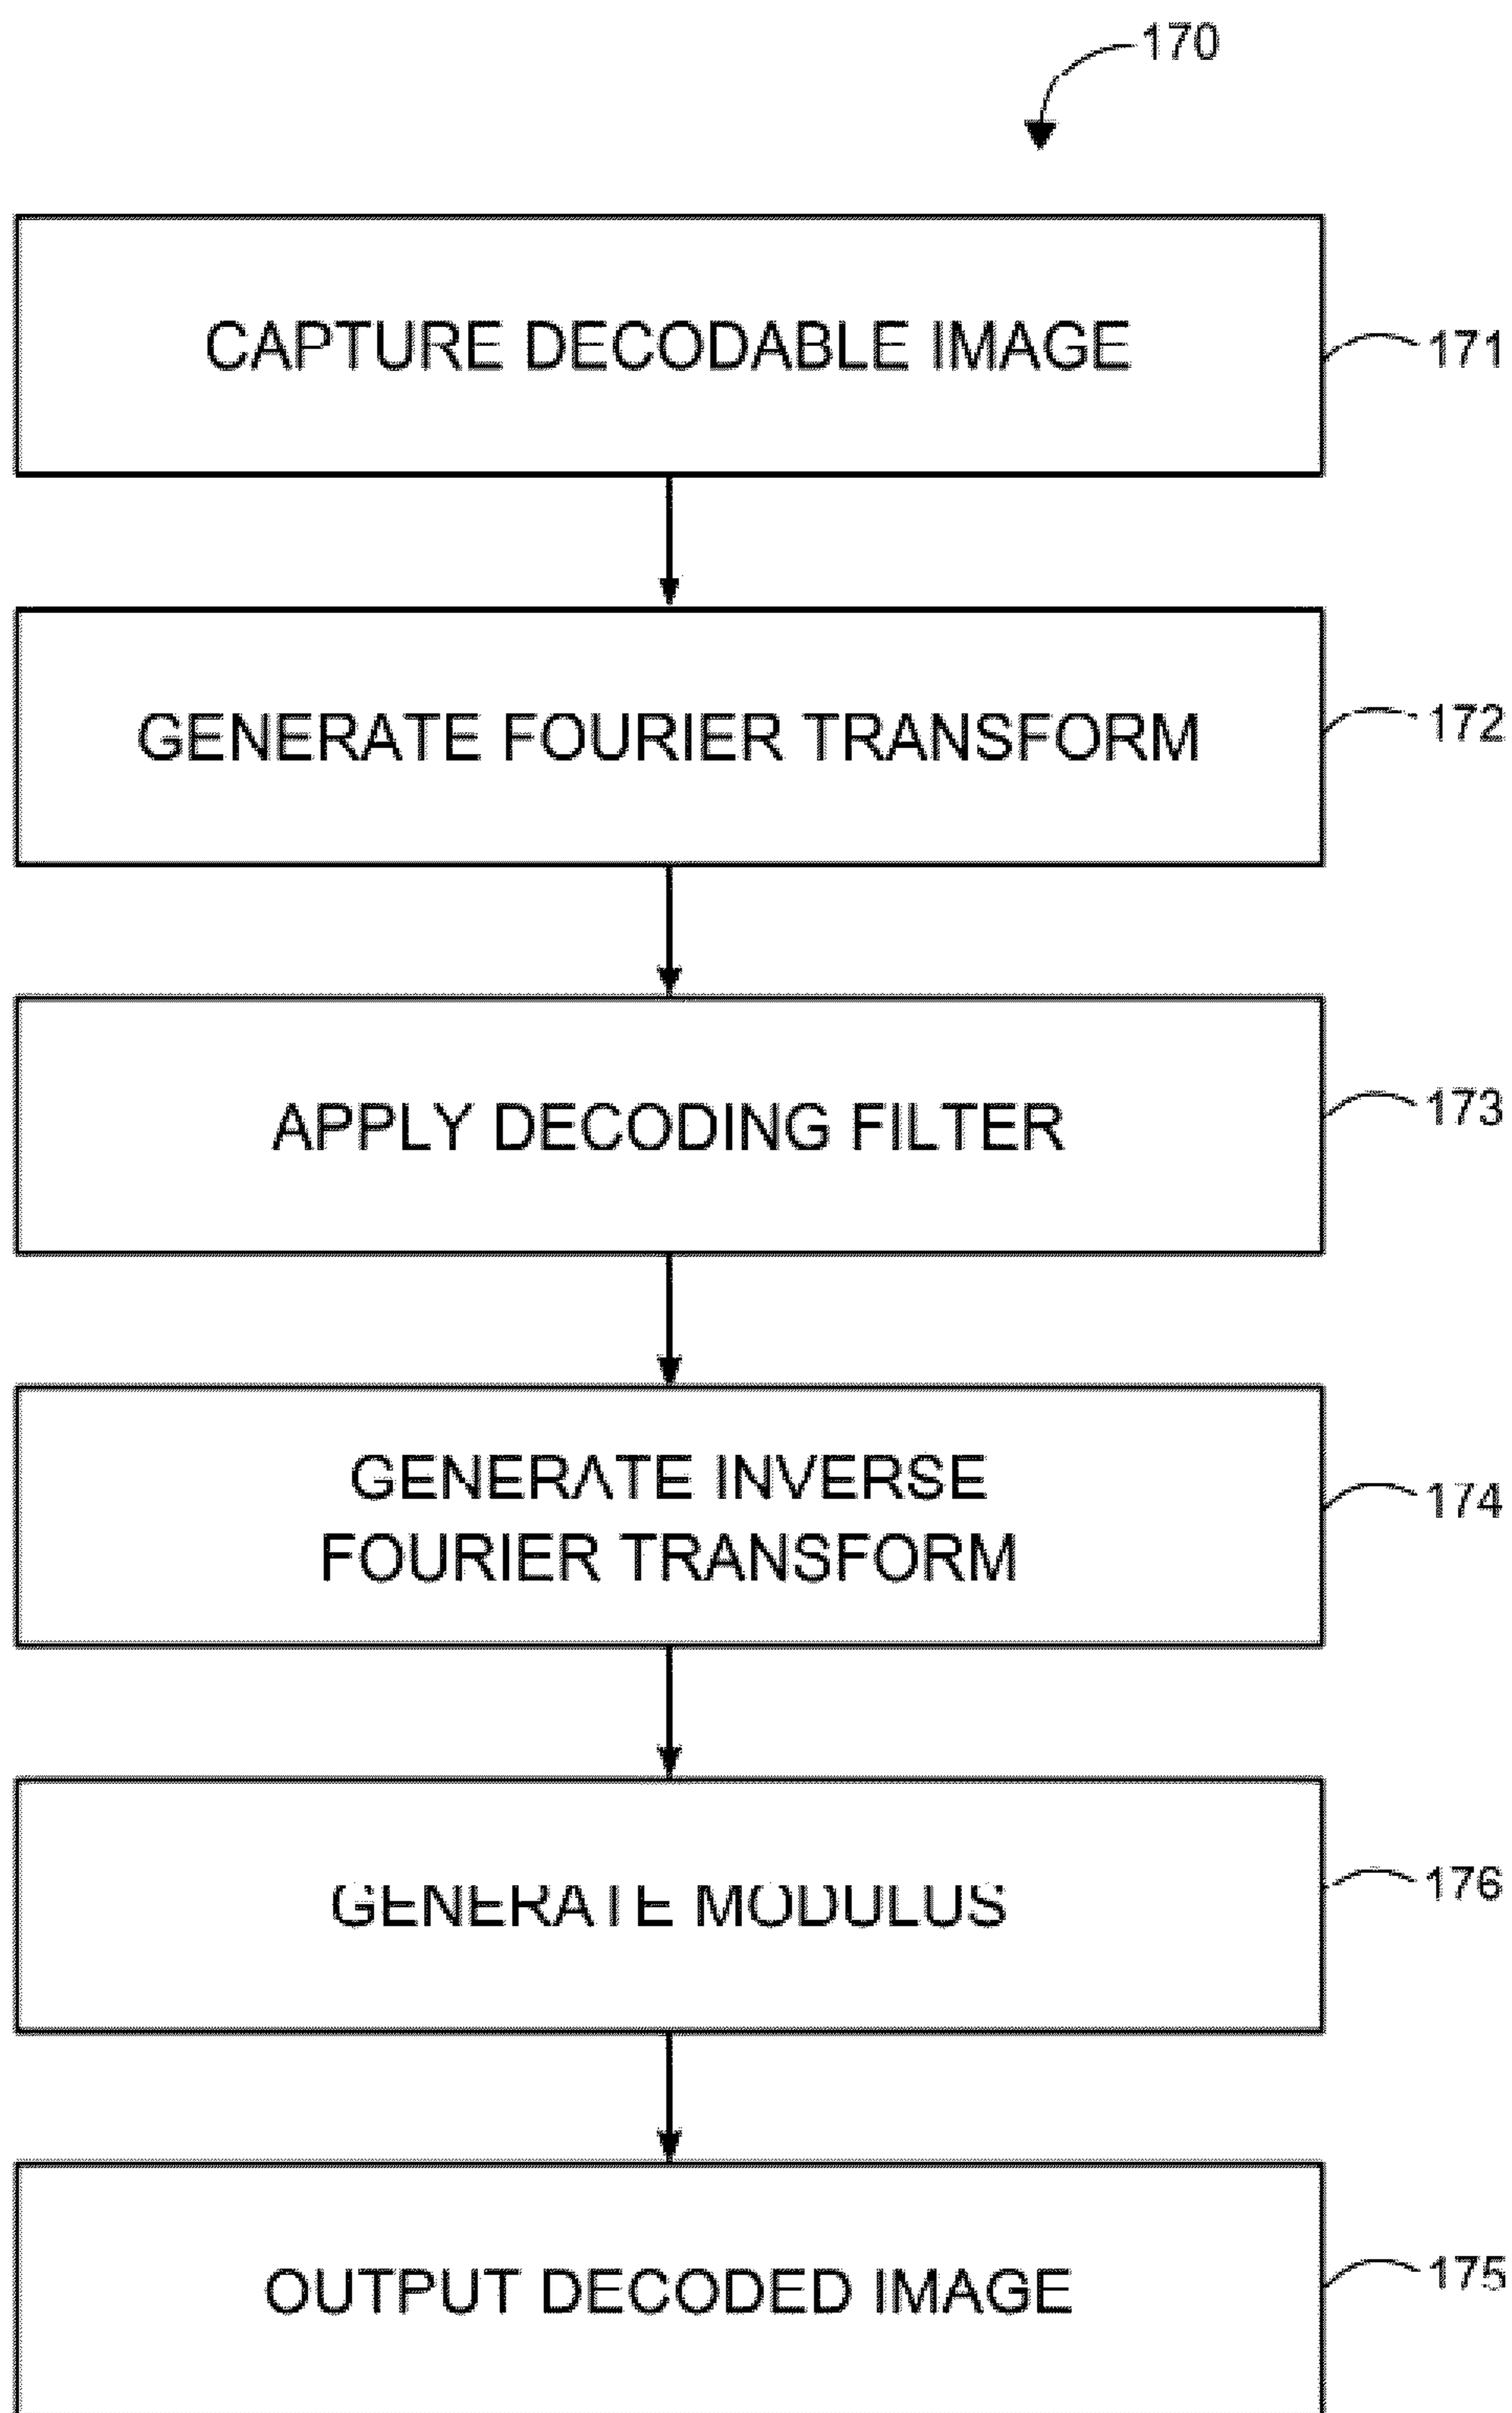 170
CAPTURE DECODABLE IMAGE
171
GENERATE FOURIER TRANSFORM
172
APPLY DECODING FILTER
173
GENERATE INVERSE
FOURIER TRANSFORM
174
GENERATE MODULUS
176
OUTPUT DECODED IMAGE
175